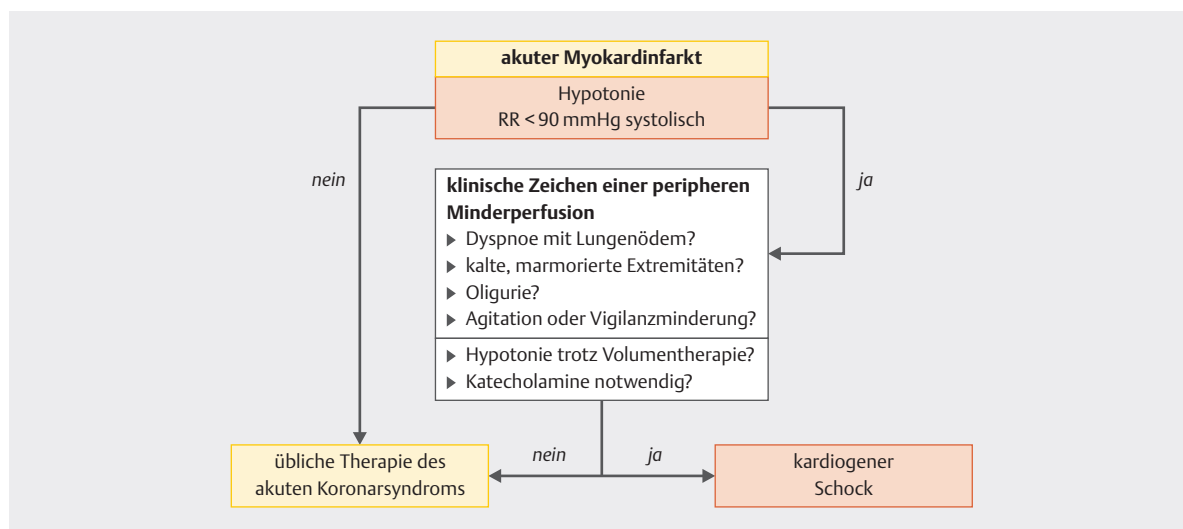 akuter Myokardinfarkt
Hypotonie
RR < 90 mmHg systolisch
nein
ja
klinische Zeichen einer peripheren
Minderperfusion
▶ Dyspnoe mit Lungenödem?
▶ kalte, marmorierte Extremitäten?
▶ Oligurie?
▶ Agitation oder Vigilanzminderung?
▶ Hypotonie trotz Volumentherapie?
▶ Katecholamine notwendig?
nein
ja
übliche Therapie des
akuten Koronarsyndroms
kardiogener
Schock